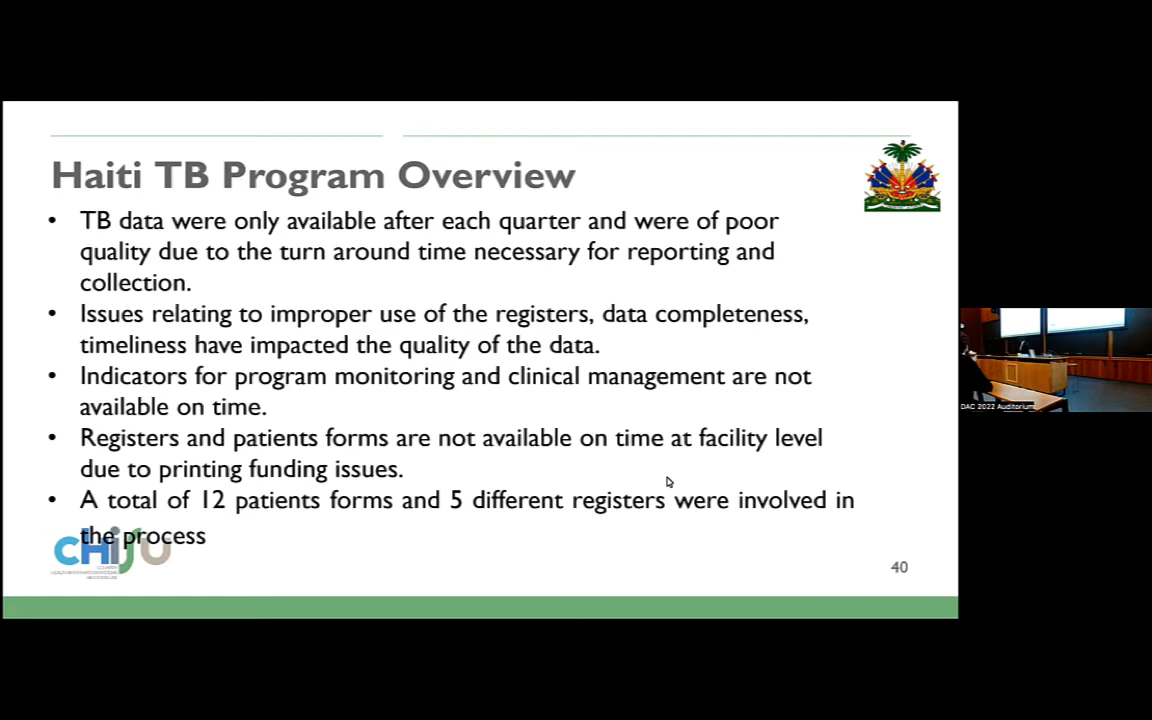 Haiti TB Program Overview
• TB data were only available after each quarter and were of poor
quality due to the turn around time necessary for reporting and
collection.
• Issues relating to improper use of the registers, data completeness,
timeliness have impacted the quality of the data.
• Indicators for program monitoring and clinical management are not
available on time.
• Registers and patients forms are not available on time at facility level
due to printing funding issues.
• A total of 12 patients forms and 5 different registers were involved in
the process
CHISU
40
DAC 2022 Auditorium